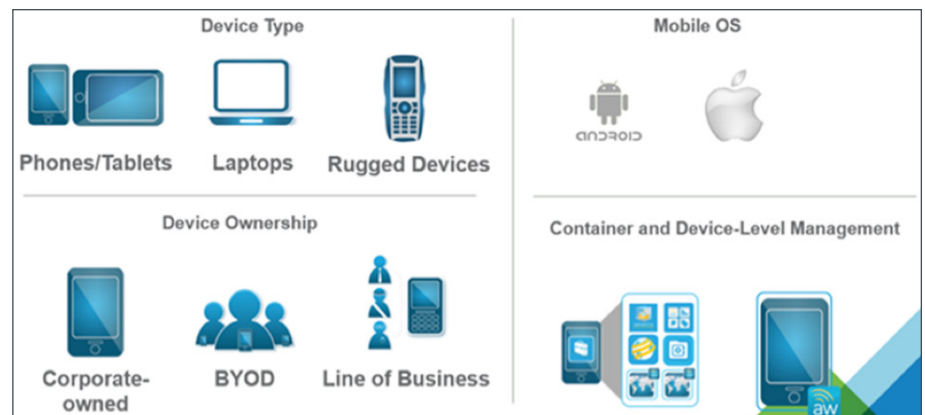 Device Type
Phones/Tablets
Laptops
Rugged Devices
Mobile OS
android
Device Ownership
Corporate-
owned
BYOD
Line of Business
Container and Device-Level Management
aw